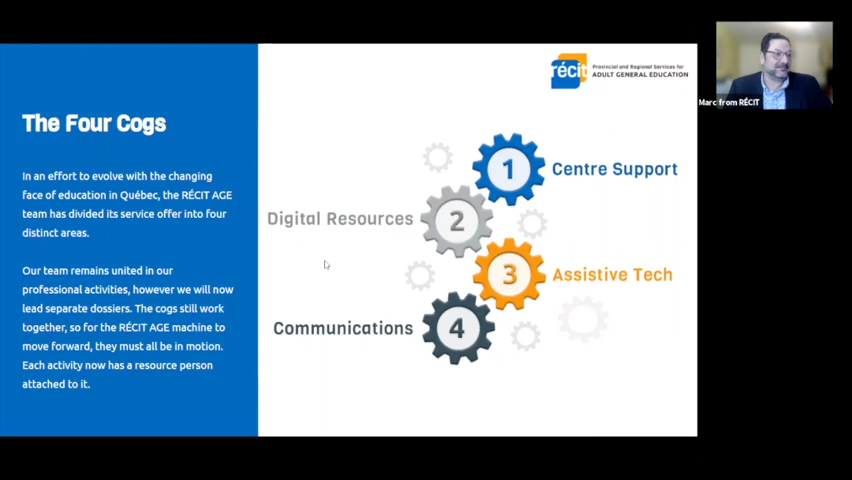 récit
Provincial and Regional Services for
ADULT GENERAL EDUCATION
Marc from RÉCIT
The Four Cogs
In an effort to evolve with the changing
face of education in Québec, the RÉCIT AGE
team has divided its service offer into four
distinct areas.
Our team remains united in our
professional activities, however we will now
lead separate dossiers. The cogs still work
together, so for the RÉCIT AGE machine to
move forward, they must all be in motion.
Each activity now has a resource person
attached to it.
1 Centre Support
Digital Resources 2
3 Assistive Tech
Communications 4